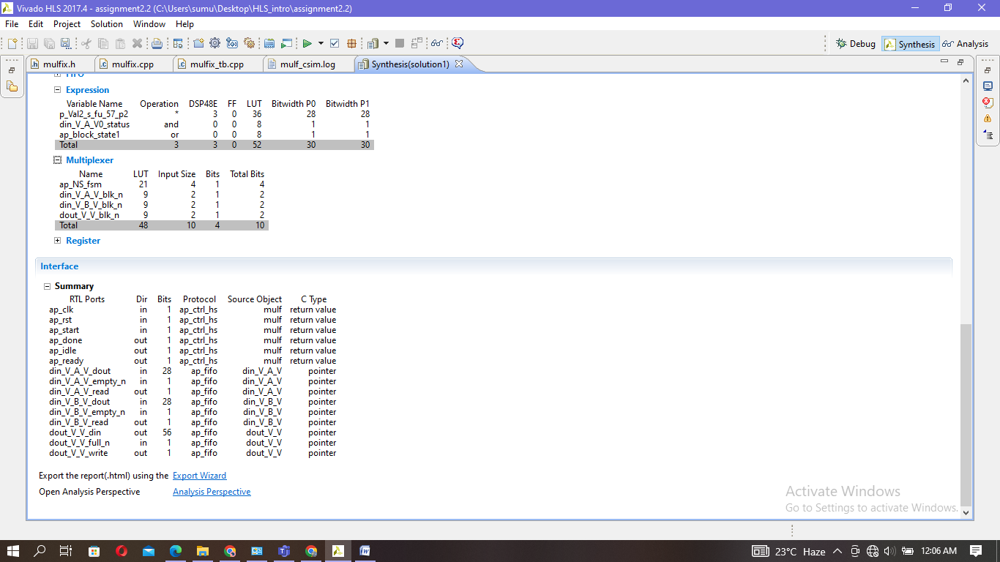 Vivado HLS 2017.4 - assignment2.2 (C:\Users\sumu\Desktop\HLS_intro\assignment2.2)
File Edit Project Solution Window Help
Debug Synthesis Analysis
mulfix.h mulfix.cpp mulfix_tb.cpp mulf_csim.log Synthesis(solution1)
FIFO
Expression
Variable Name Operation DSP48E FF LUT Bitwidth P0 Bitwidth P1
p_Val2_s_fu_57_p2 * 3 0 36 28 28
din_V_A_V0_status and 0 0 8 1 1
ap_block_state1 or 0 0 8 1 1
Total 3 3 0 52 30 30
Multiplexer
Name LUT Input Size Bits Total Bits
ap_NS_fsm 21 4 1 4
din_V_A_V_blk_n 9 2 1 2
din_V_B_V_blk_n 9 2 1 2
dout_V_V_blk_n 9 2 1 2
Total 48 10 4 10
Register
Interface
Summary
RTL Ports Dir Bits Protocol Source Object C Type
ap_clk in 1 ap_ctrl_hs mulf return value
ap_rst in 1 ap_ctrl_hs mulf return value
ap_start in 1 ap_ctrl_hs mulf return value
ap_done out 1 ap_ctrl_hs mulf return value
ap_idle out 1 ap_ctrl_hs mulf return value
ap_ready out 1 ap_ctrl_hs mulf return value
din_V_A_V_dout in 28 ap_fifo din_V_A_V pointer
din_V_A_V_empty_n in 1 ap_fifo din_V_A_V pointer
din_V_A_V_read out 1 ap_fifo din_V_A_V pointer
din_V_B_V_dout in 28 ap_fifo din_V_B_V pointer
din_V_B_V_empty_n in 1 ap_fifo din_V_B_V pointer
din_V_B_V_read out 1 ap_fifo din_V_B_V pointer
dout_V_V_din out 56 ap_fifo dout_V_V pointer
dout_V_V_full_n in 1 ap_fifo dout_V_V pointer
dout_V_V_write out 1 ap_fifo dout_V_V pointer
Export the report(.html) using the Export Wizard
Open Analysis Perspective Analysis Perspective
Activate Windows
Go to Settings to activate Windows.
23°C Haze 12:06 AM